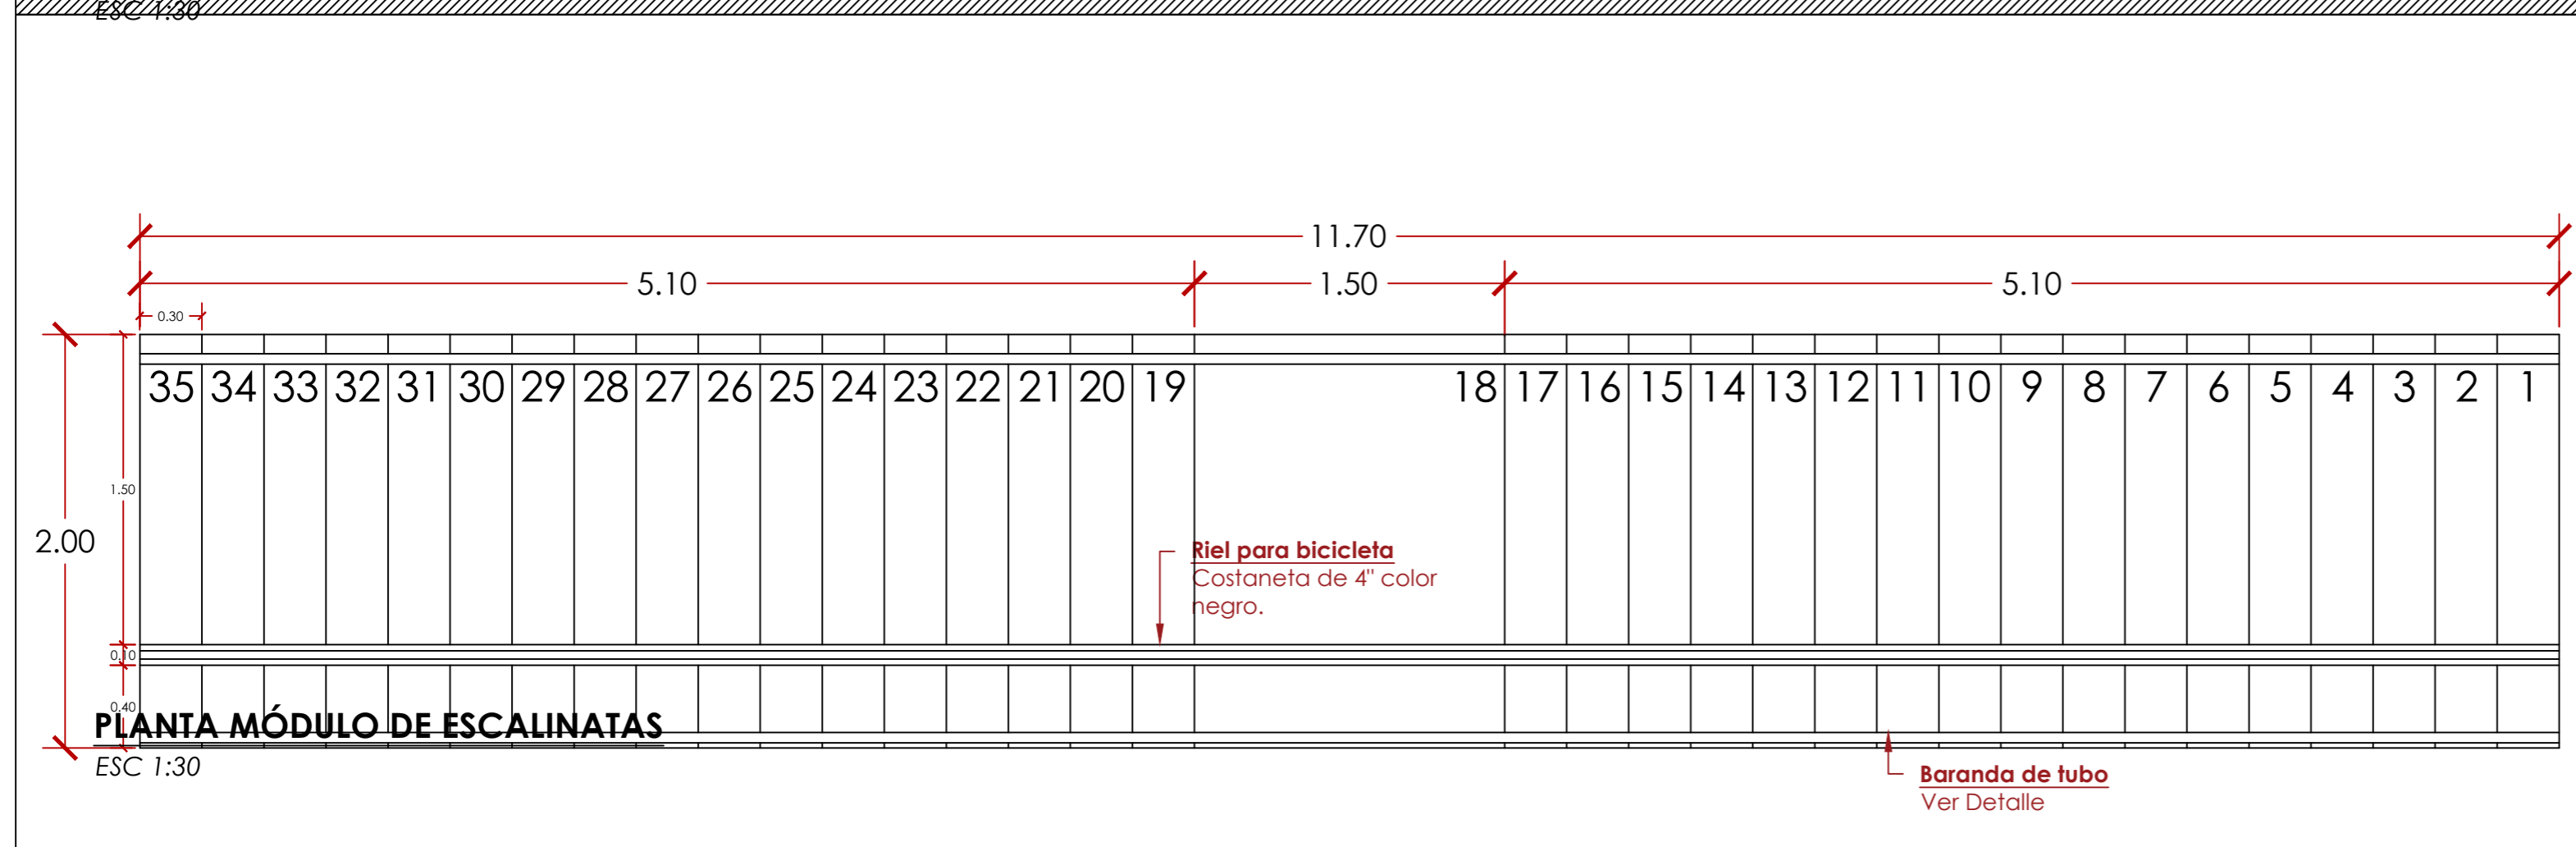 ESC 1:30
11.70
5.10
1.50
5.10
0.30
35 34 33 32 31 30 29 28 27 26 25 24 23 22 21 20 19 18 17 16 15 14 13 12 11 10 9 8 7 6 5 4 3 2 1
1.50
2.00
Riel para bicicleta
Costaneta de 4" color
negro.
0.10
0.40
PLANTA MÓDULO DE ESCALINATAS
ESC 1:30
Baranda de tubo
Ver Detalle